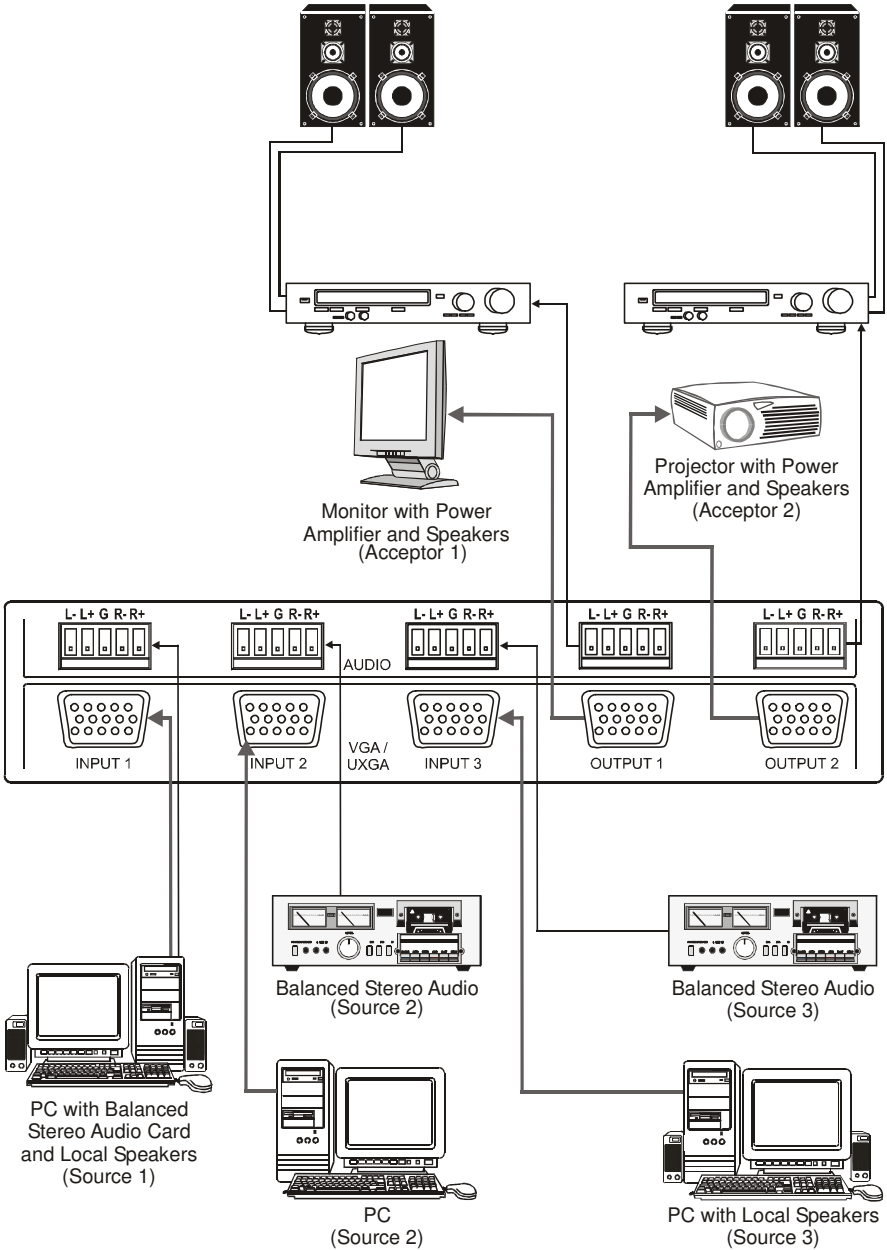 Monitor with Power
Amplifier and Speakers
(Acceptor 1)
Projector with Power
Amplifier and Speakers
(Acceptor 2)
L- L+ G R- R+
L- L+ G R- R+
L- L+ G R- R+
L- L+ G R- R+
L- L+ G R- R+
AUDIO
VGA /
UXGA
INPUT 1
INPUT 2
INPUT 3
OUTPUT 1
OUTPUT 2
Balanced Stereo Audio
(Source 2)
Balanced Stereo Audio
(Source 3)
PC with Balanced
Stereo Audio Card
and Local Speakers
(Source 1)
PC
(Source 2)
PC with Local Speakers
(Source 3)